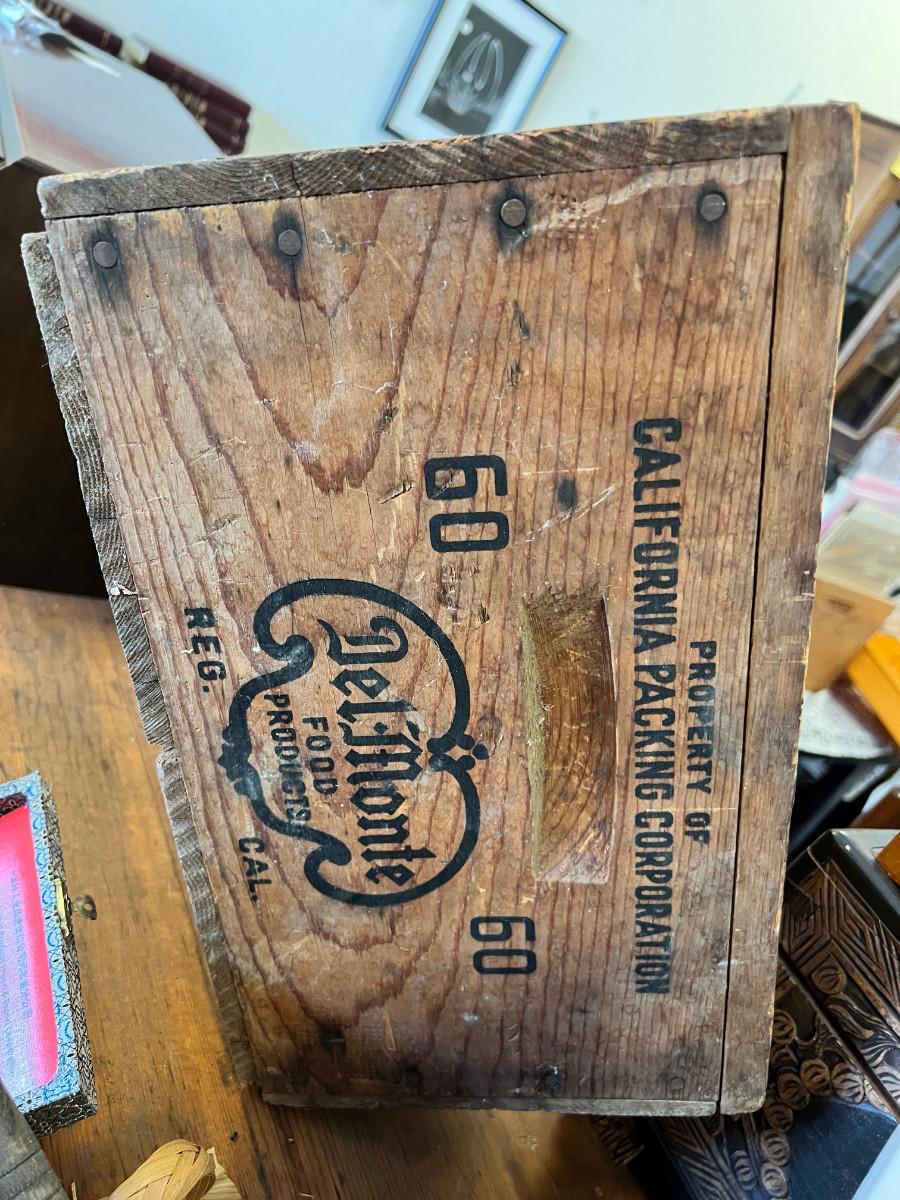 PROPERTY OF
CALIFORNIA PACKING CORPORATION
60
60
Del Monte
FOOD
PRODUCTS
REG.
CAL.